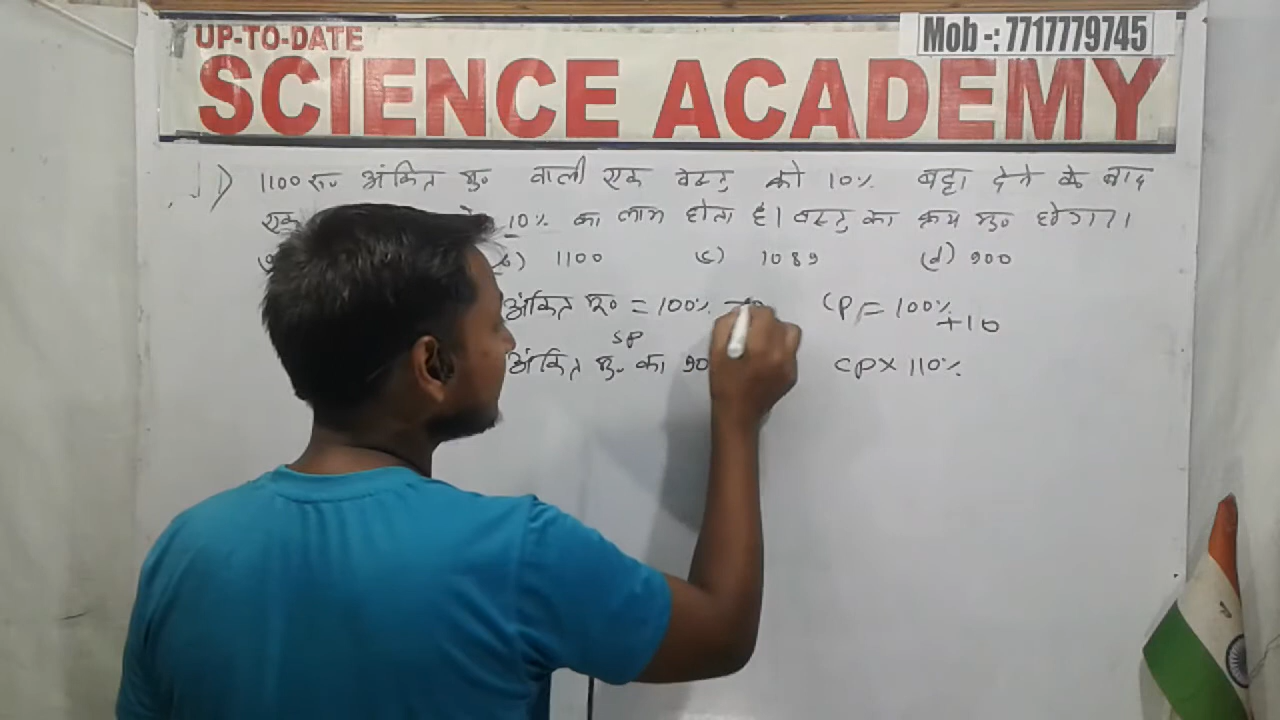 UP-TO-DATE
Mob -: 7717779745
SCIENCE ACADEMY
1100 रु० अंकित मू० वाली एक वस्तु को 10% बट्टा देने के बाद
एक 10% का लाभ होता है। वस्तु का क्रय मू० होगा।
(b) 1100 (c) 1089 (d) 900
अंकित मू० = 100% CP = 100%
+10
SP
अंकित मू० का 90 CP× 110%